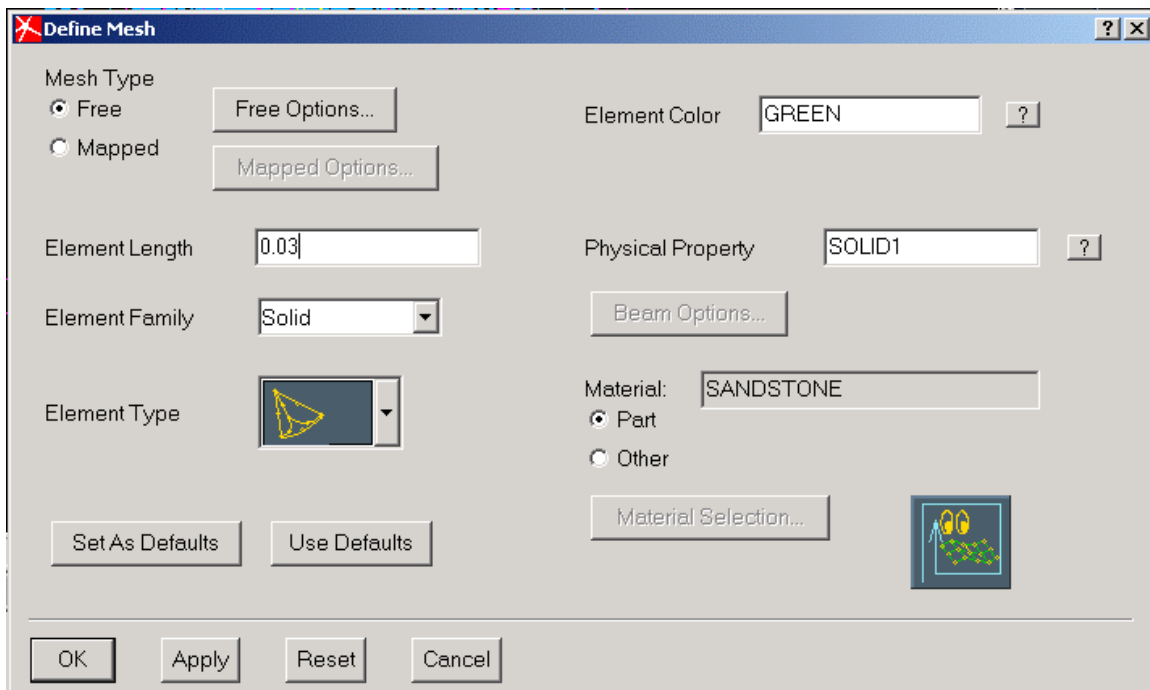 Define Mesh
? X
Mesh Type
Free
Free Options...
Mapped
Mapped Options...
Element Color
GREEN
?
Element Length
0.03
Physical Property
SOLID1
?
Element Family
Solid
Beam Options...
Element Type
Material:
SANDSTONE
Part
Other
Material Selection...
Set As Defaults
Use Defaults
OK
Apply
Reset
Cancel